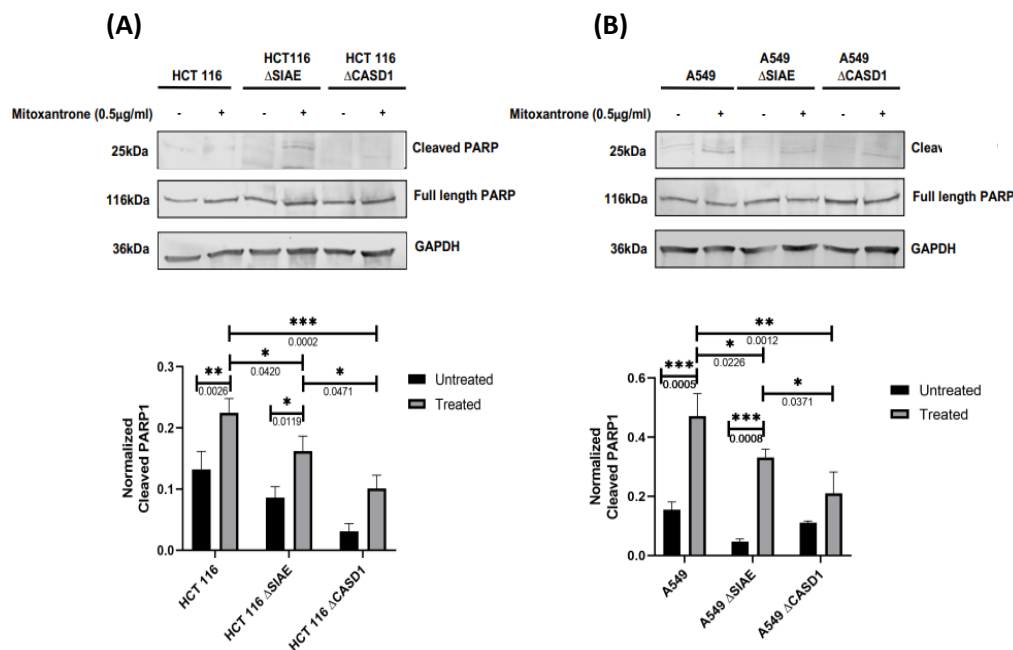 (A)
HCT 116
HCT116
ΔSIAE
HCT 116
ΔCASD1
Mitoxantrone (0.5µg/ml)
- + - + - +
25kDa
Cleaved PARP
116kDa
Full length PARP
36kDa
GAPDH
***
0.0002
**
0.0026
*
0.0420
*
0.0119
*
0.0471
Untreated
Treated
Normalized
Cleaved PARP1
0.3
0.2
0.1
0.0
HCT 116
HCT 116 ΔSIAE
HCT 116 ΔCASD1
(B)
A549
A549
ΔSIAE
A549
ΔCASD1
Mitoxantrone (0.5µg/ml)
- + - + - +
25kDa
Cleav
116kDa
Full length PARP
36kDa
GAPDH
**
0.0012
*
0.0226
***
0.0005
***
0.0008
*
0.0371
Untreated
Treated
Normalized
Cleaved PARP1
0.6
0.4
0.2
0.0
A549
A549 ΔSIAE
A549 ΔCASD1